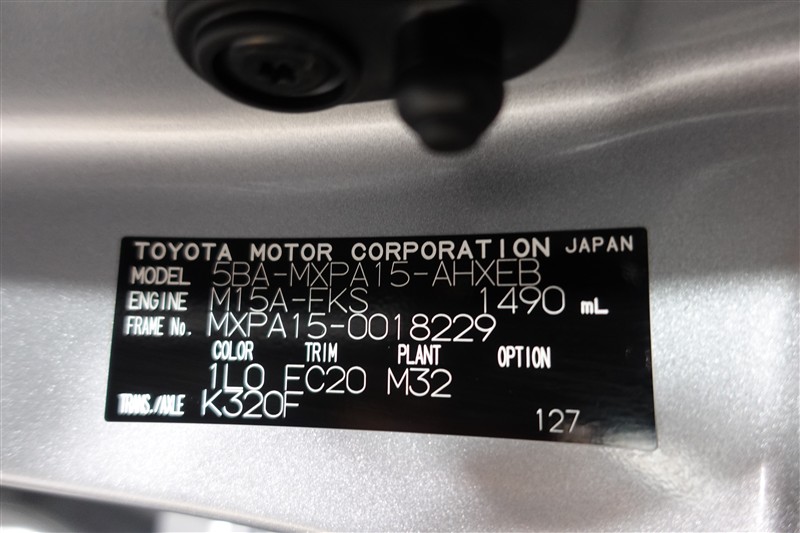 TOYOTA MOTOR CORPORATION JAPAN
MODEL 5BA-MXPA15-AHXEB
ENGINE M15A-FKS 1490 mL
FRAME No. MXPA15-0018229
COLOR TRIM PLANT OPTION
1L0 FC20 M32
TRANS./AXLE K320F
127